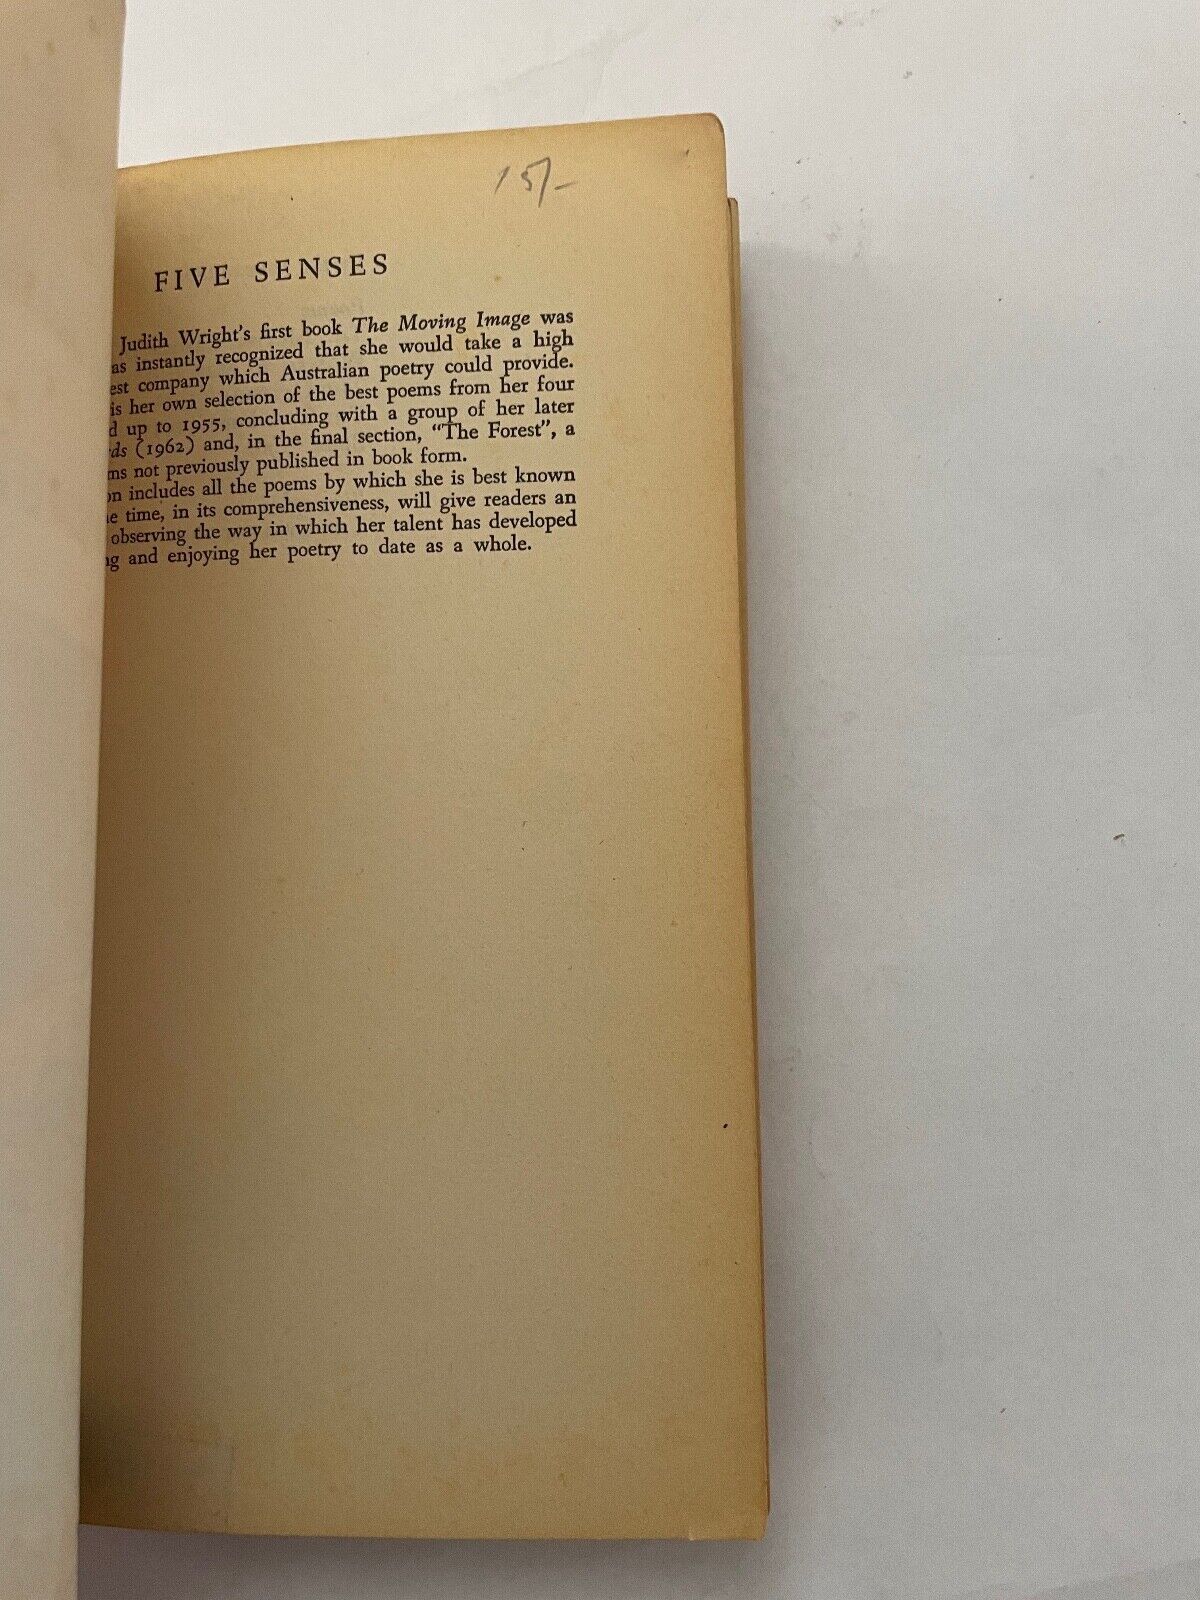 15/-
FIVE SENSES
Judith Wright's first book The Moving Image was
as instantly recognized that she would take a high
est company which Australian poetry could provide.
is her own selection of the best poems from her four
d up to 1955, concluding with a group of her later
ds (1962) and, in the final section, "The Forest", a
ms not previously published in book form.
on includes all the poems by which she is best known
e time, in its comprehensiveness, will give readers an
observing the way in which her talent has developed
ng and enjoying her poetry to date as a whole.